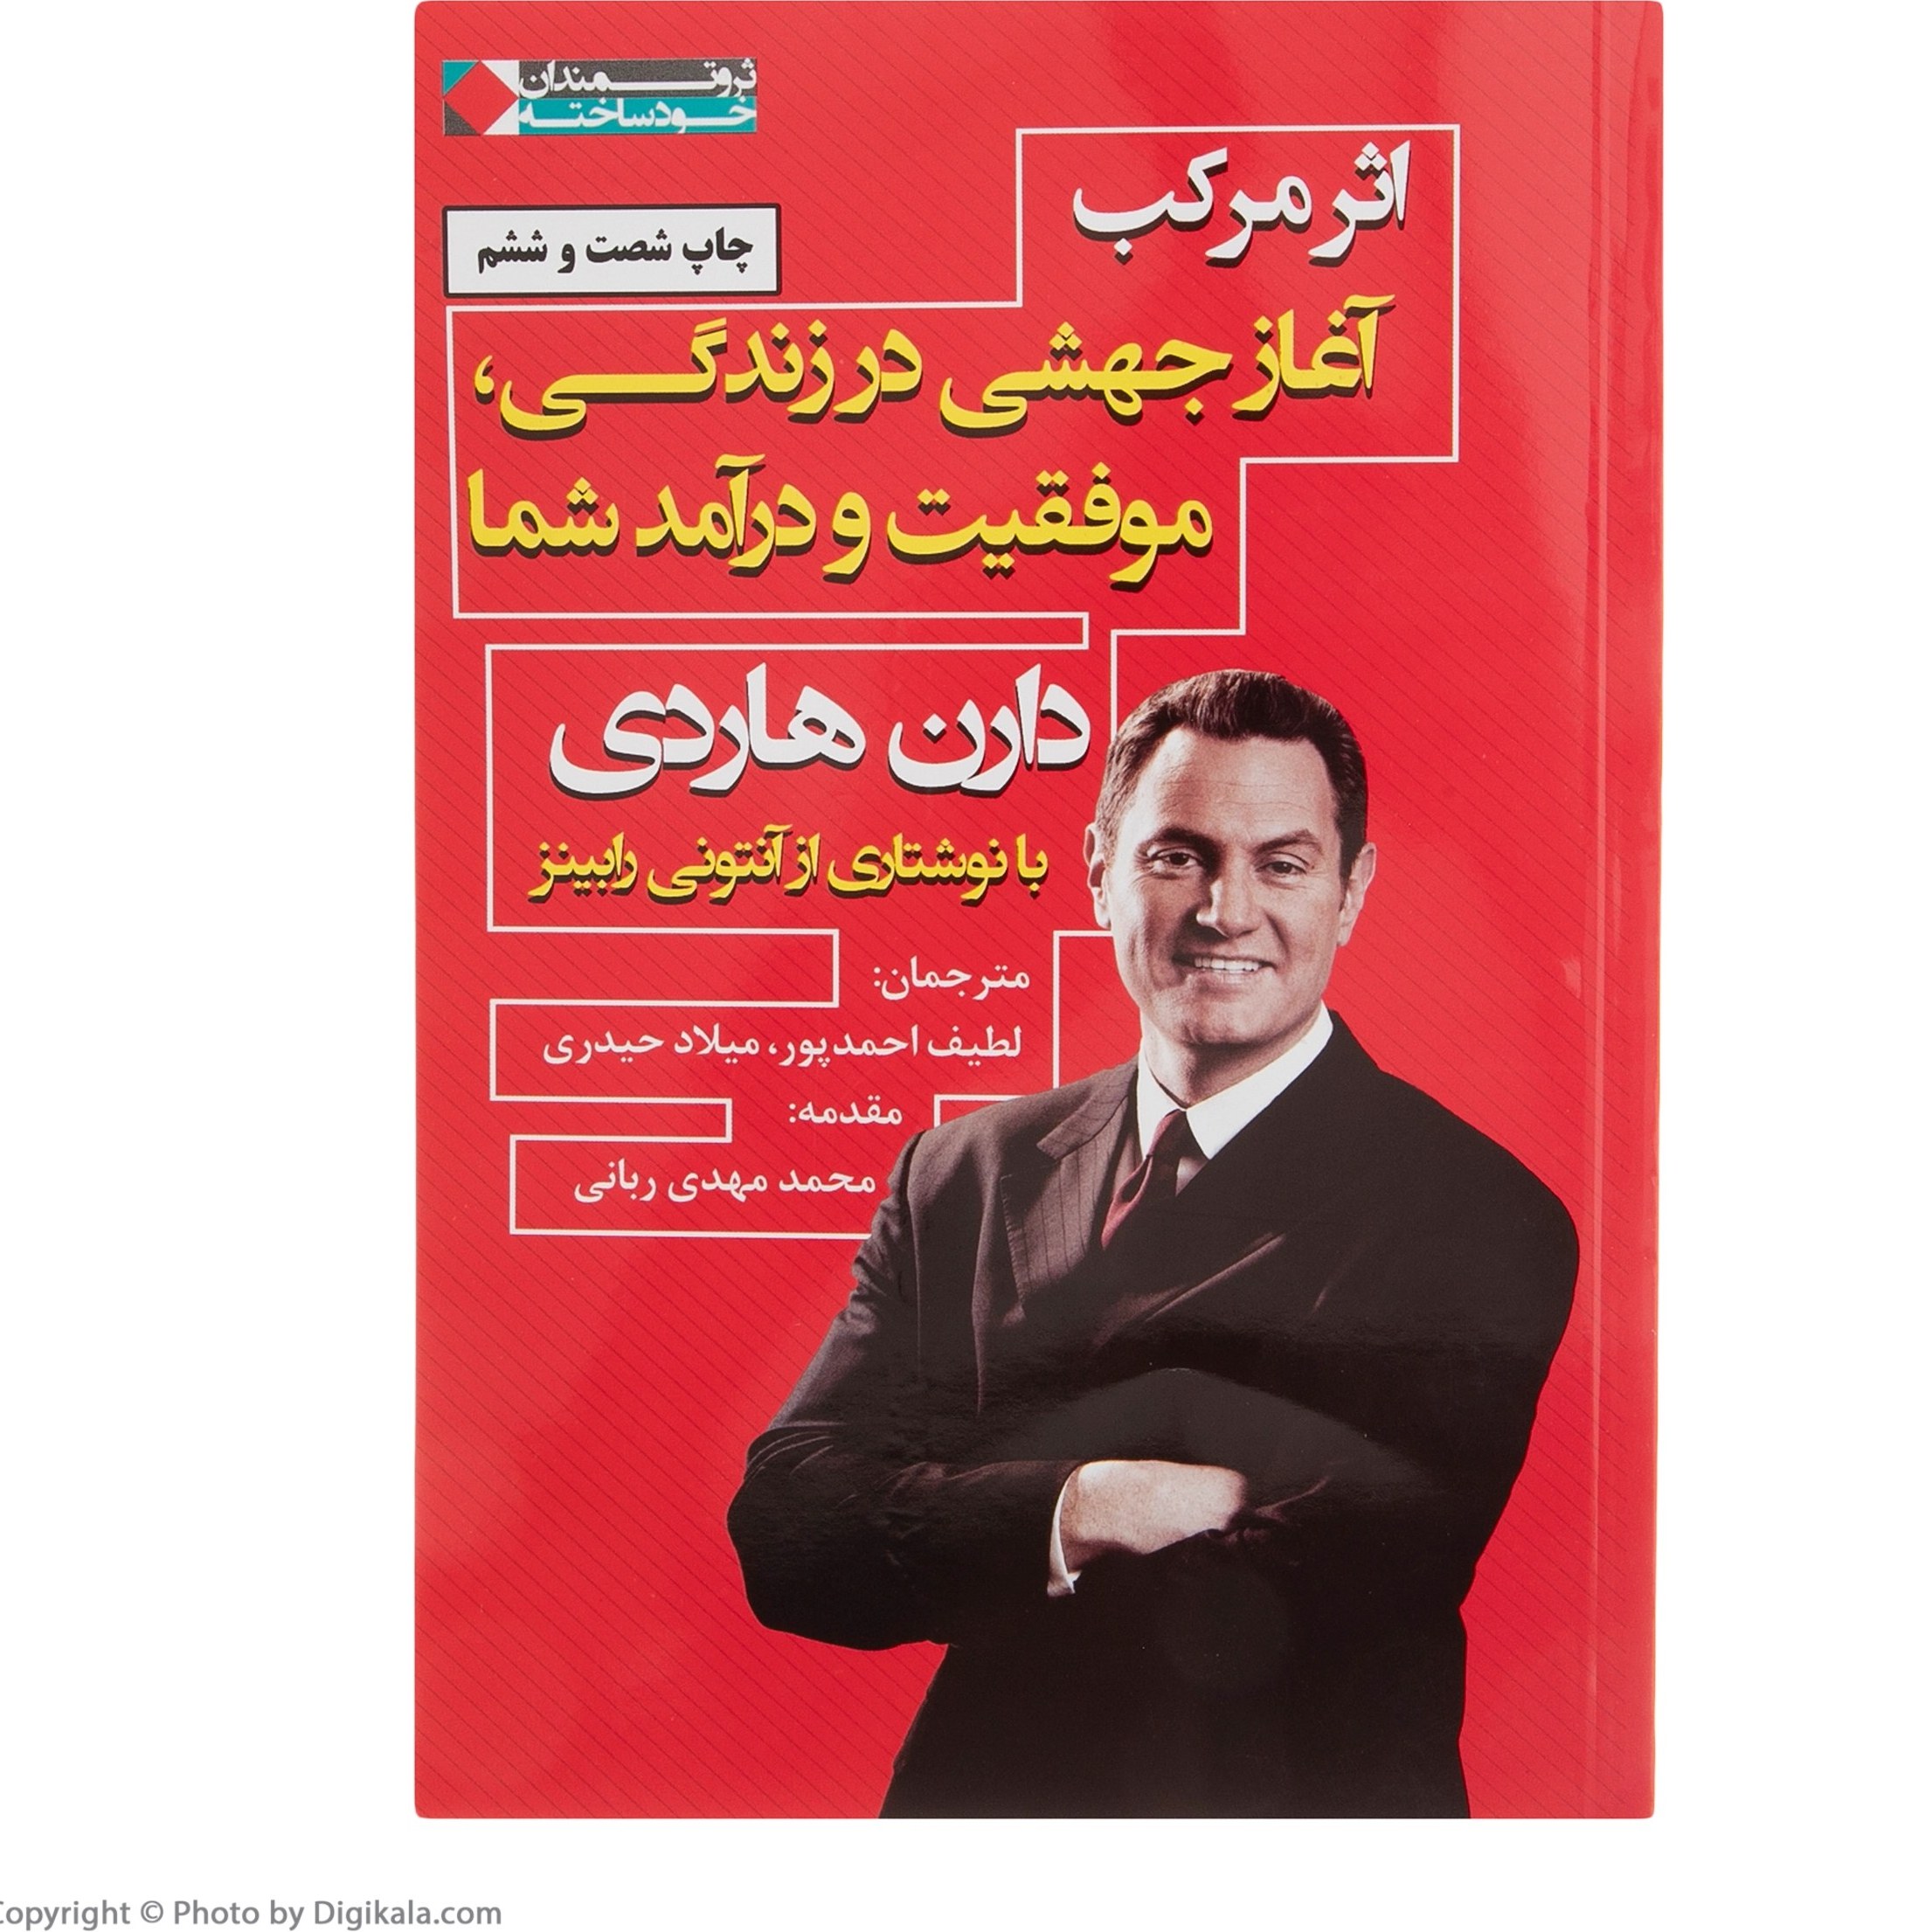 ثروتمندان
خودساخته
چاپ شصت و ششم
اثر مرکب
آغاز جهشی در زندگی،
موفقیت و درآمد شما
دارن هاردی
با نوشتاری از آنتونی رابینز
مترجمان:
لطیف احمدپور، میلاد حیدری
مقدمه:
محمد مهدی ربانی
Copyright © Photo by Digikala.com